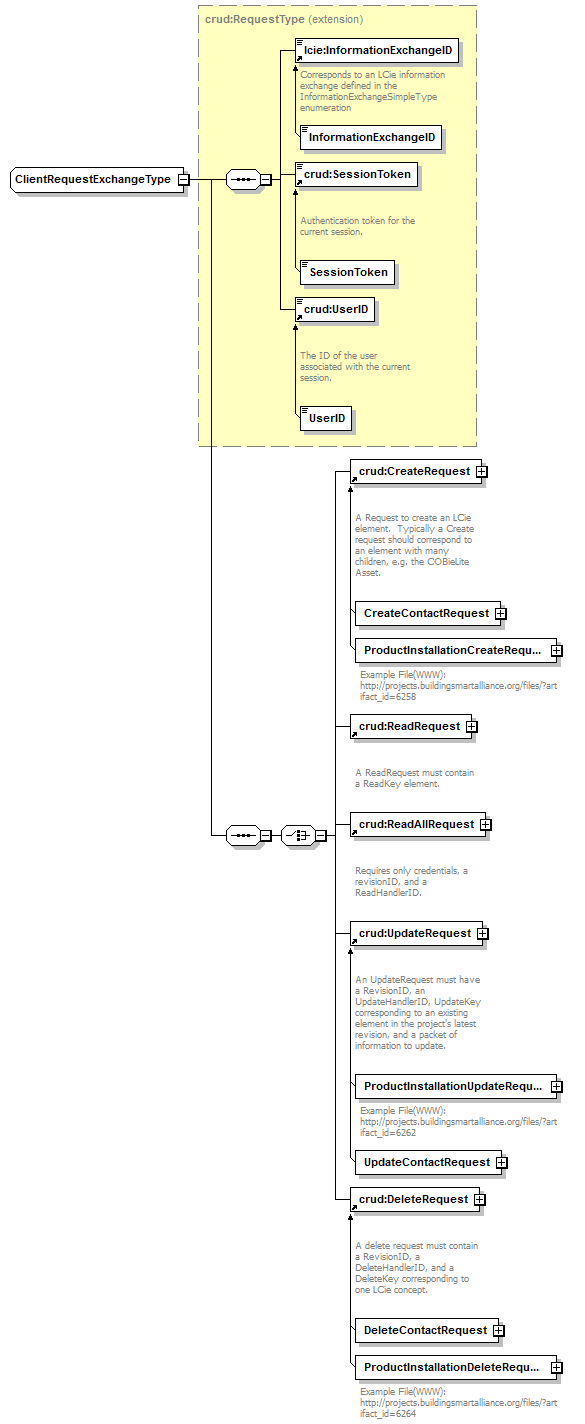 crud:RequestType (extension)
lcie:InformationExchangeID
Corresponds to an LCie information
exchange defined in the
InformationExchangeSimpleType
enumeration
InformationExchangeID
ClientRequestExchangeType
crud:SessionToken
Authentication token for the
current session.
SessionToken
crud:UserID
The ID of the user
associated with the current
session.
UserID
crud:CreateRequest
A Request to create an LCie
element. Typically a Create
request should correspond to
an element with many
children, e.g. the COBieLite
Asset.
CreateContactRequest
ProductInstallationCreateRequ...
Example File(WWW):
http://projects.buildingsmartalliance.org/files/?art
ifact_id=6258
crud:ReadRequest
A ReadRequest must contain
a ReadKey element.
crud:ReadAllRequest
Requires only credentials, a
revisionID, and a
ReadHandlerID.
crud:UpdateRequest
An UpdateRequest must have
a RevisionID, an
UpdateHandlerID, UpdateKey
corresponding to an existing
element in the project's latest
revision, and a packet of
information to update.
ProductInstallationUpdateRequ...
Example File(WWW):
http://projects.buildingsmartalliance.org/files/?art
ifact_id=6262
UpdateContactRequest
crud:DeleteRequest
A delete request must contain
a RevisionID, a
DeleteHandlerID, and a
DeleteKey corresponding to
one LCie concept.
DeleteContactRequest
ProductInstallationDeleteRequ...
Example File(WWW):
http://projects.buildingsmartalliance.org/files/?art
ifact_id=6264